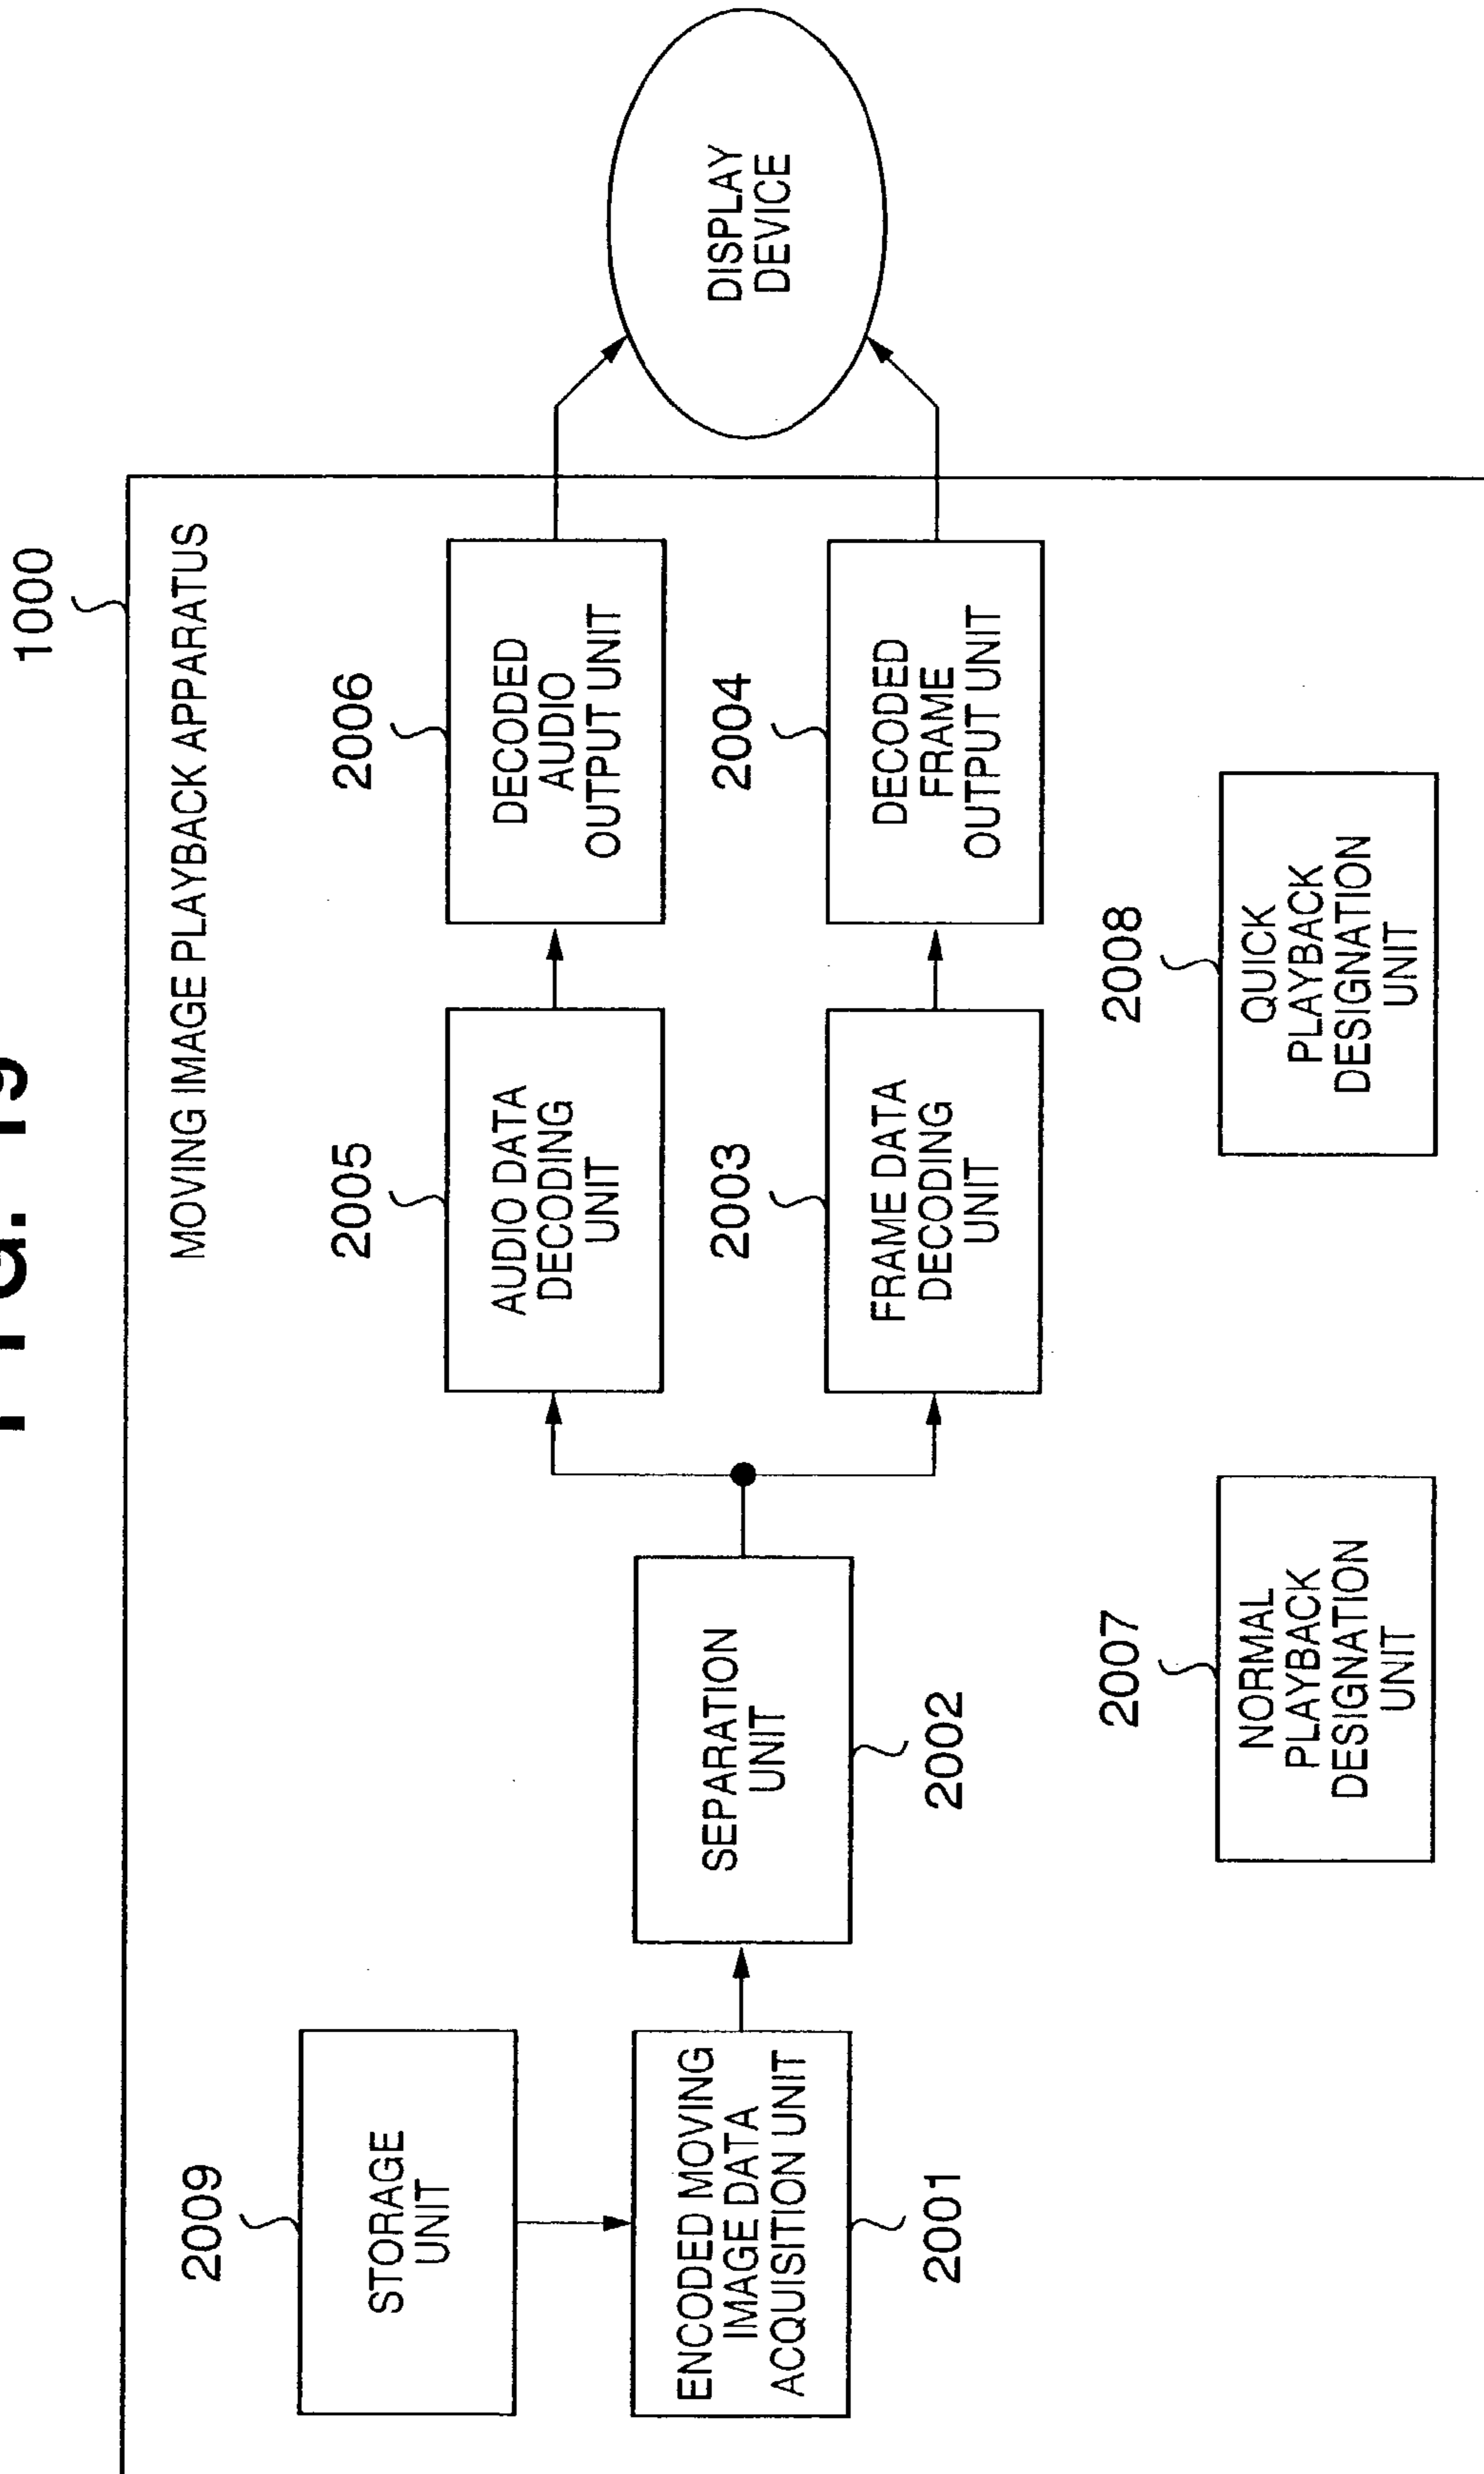 FIG. 19
1000
MOVING IMAGE PLAYBACK APPARATUS
2009
STORAGE
UNIT
2005
AUDIO DATA
DECODING
UNIT
2006
DECODED
AUDIO
OUTPUT UNIT
ENCODED MOVING
IMAGE DATA
ACQUISITION UNIT
2001
SEPARATION
UNIT
2002
DISPLAY
DEVICE
2003
FRAME DATA
DECODING
UNIT
2004
DECODED
FRAME
OUTPUT UNIT
2007
NORMAL
PLAYBACK
DESIGNATION
UNIT
2008
QUICK
PLAYBACK
DESIGNATION
UNIT